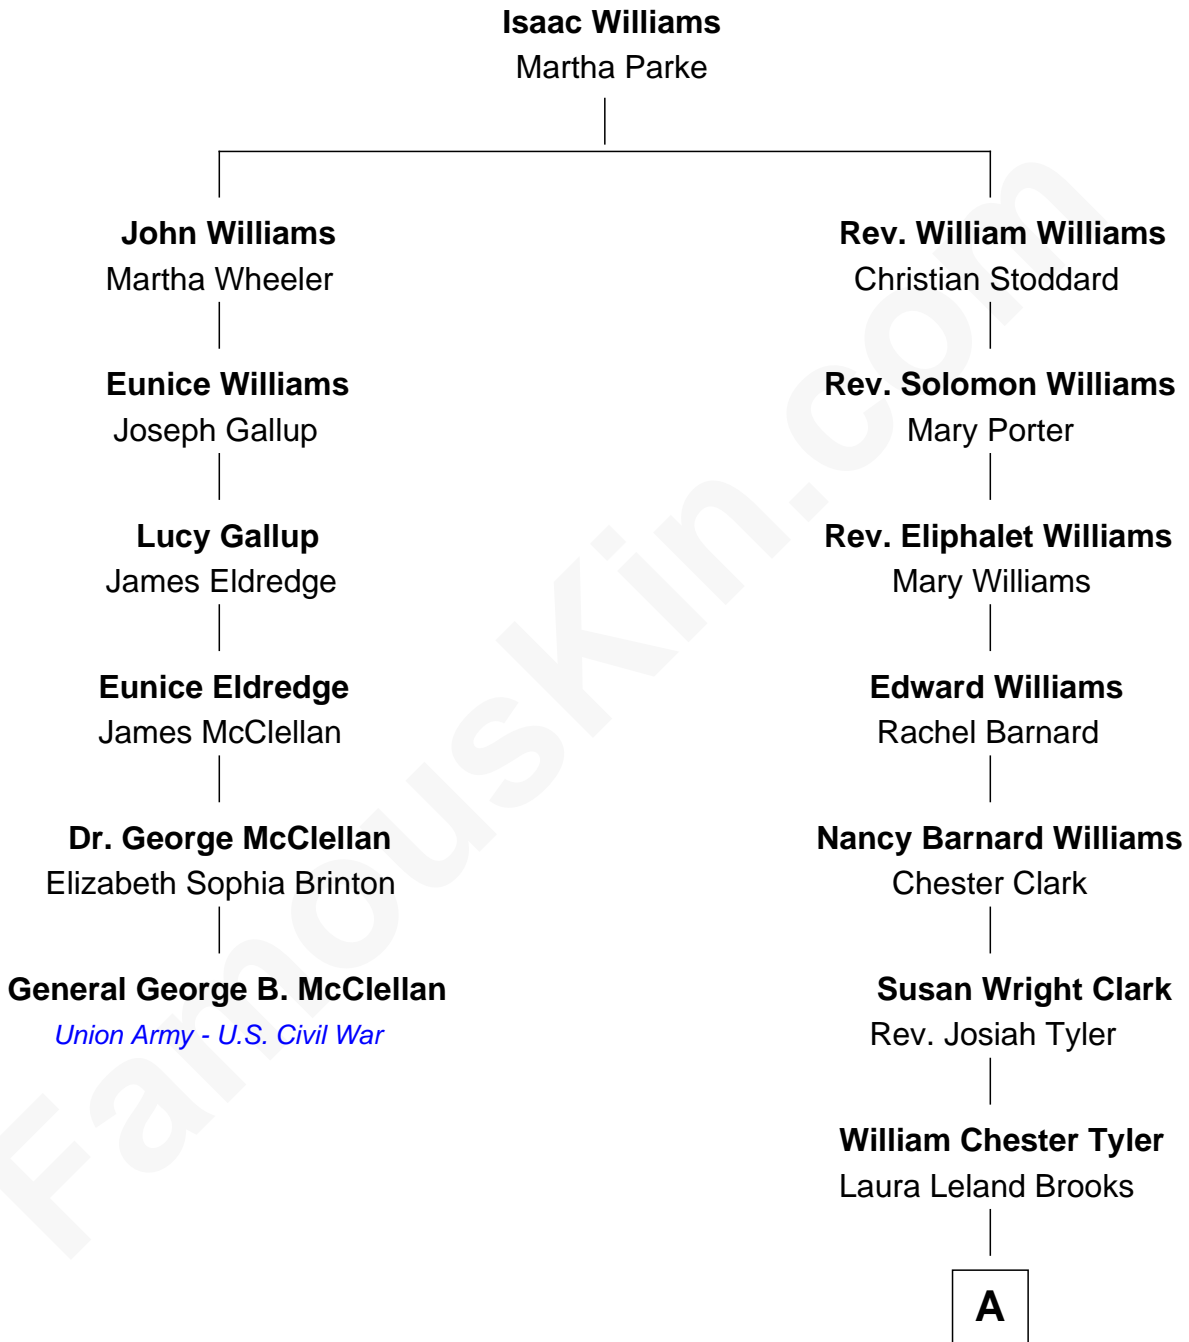 Isaac Williams
Martha Parke
John Williams
Martha Wheeler
Rev. William Williams
Christian Stoddard
Eunice Williams
Joseph Gallup
Rev. Solomon Williams
Mary Porter
Lucy Gallup
James Eldredge
Rev. Eliphalet Williams
Mary Williams
Eunice Eldredge
James McClellan
Edward Williams
Rachel Barnard
Dr. George McClellan
Elizabeth Sophia Brinton
Nancy Barnard Williams
Chester Clark
General George B. McClellan
Union Army - U.S. Civil War
Susan Wright Clark
Rev. Josiah Tyler
William Chester Tyler
Laura Leland Brooks
A
FamousKin.com